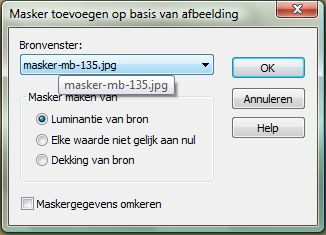 Masker toevoegen op basis van afbeelding
Bronvenster:
masker-mb-135.jpg
masker-mb-135.jpg
OK
Annuleren
Help
Masker maken van
Luminantie van bron
Elke waarde niet gelijk aan nul
Dekking van bron
Maskergegevens omkeren